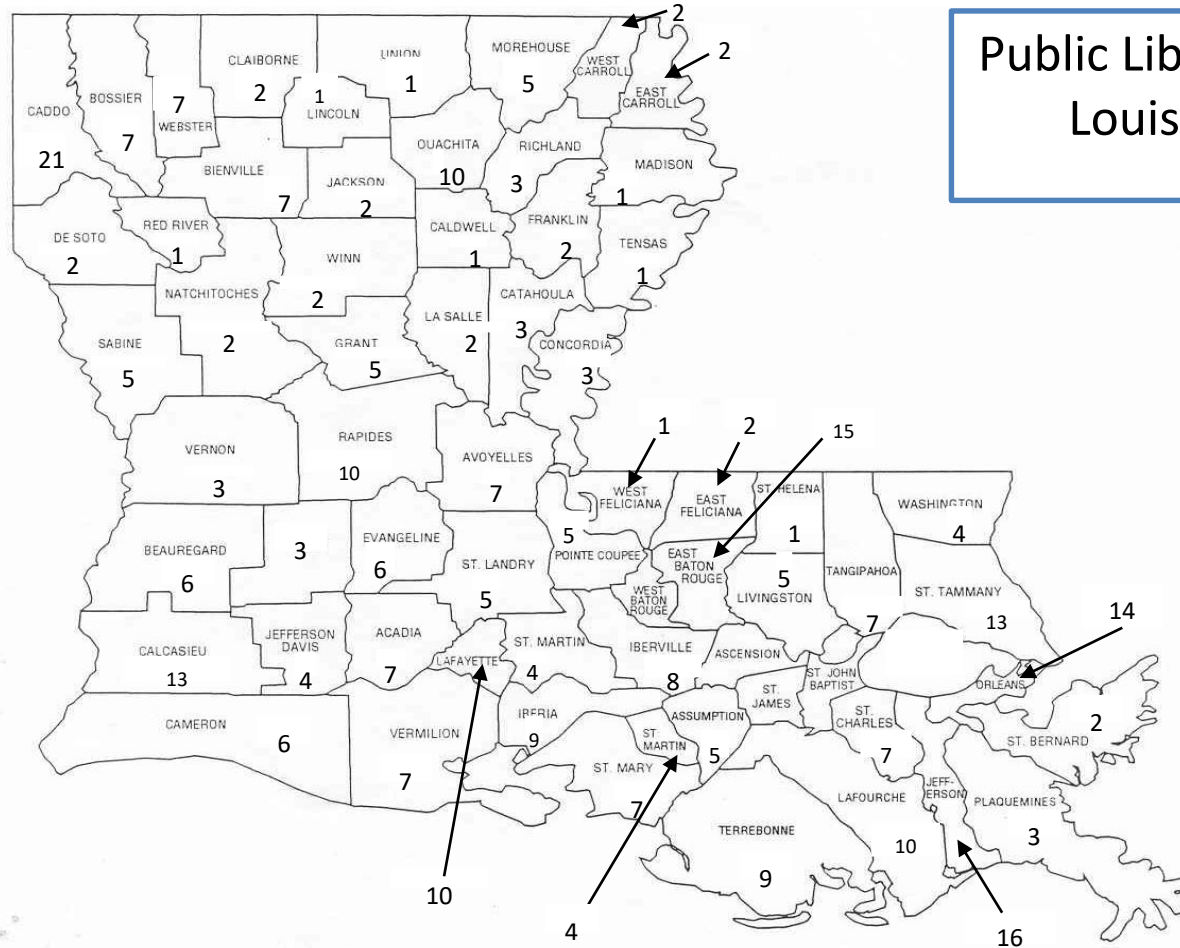 2
Public Lib
Louis
2
CLAIBORNE
2
UNION
1
MOREHOUSE
5
WEST
CARROLL
EAST
CARROLL
CADDO
21
BOSSIER
7
7
WEBSTER
1
LINCOLN
OUACHITA
10
RICHLAND
3
MADISON
1
BIENVILLE
7
JACKSON
2
DE SOTO
2
RED RIVER
1
WINN
2
CALDWELL
1
FRANKLIN
2
TENSAS
1
NATCHITOCHES
2
LA SALLE
2
CATAHOULA
3
SABINE
5
GRANT
5
CONCORDIA
3
VERNON
3
RAPIDES
10
AVOYELLES
7
1
2
15
WEST
FELICIANA
EAST
FELICIANA
ST. HELENA
1
WASHINGTON
4
BEAUREGARD
6
3
EVANGELINE
6
ST. LANDRY
5
5
POINTE COUPEE
EAST
BATON
ROUGE
WEST
BATON
ROUGE
5
LIVINGSTON
TANGIPAHOA
7
ST. TAMMANY
13
14
CALCASIEU
13
JEFFERSON
DAVIS
4
ACADIA
7
LAFAYETTE
ST. MARTIN
4
IBERVILLE
8
ASCENSION
ST. JOHN
BAPTIST
ST.
JAMES
ORLEANS
CAMERON
6
VERMILION
7
IBERIA
9
ST.
MARTIN
ASSUMPTION
5
ST.
CHARLES
7
ST. BERNARD
2
ST. MARY
7
TERREBONNE
9
LAFOURCHE
10
JEFF-
ERSON
PLAQUEMINES
3
10
4
16